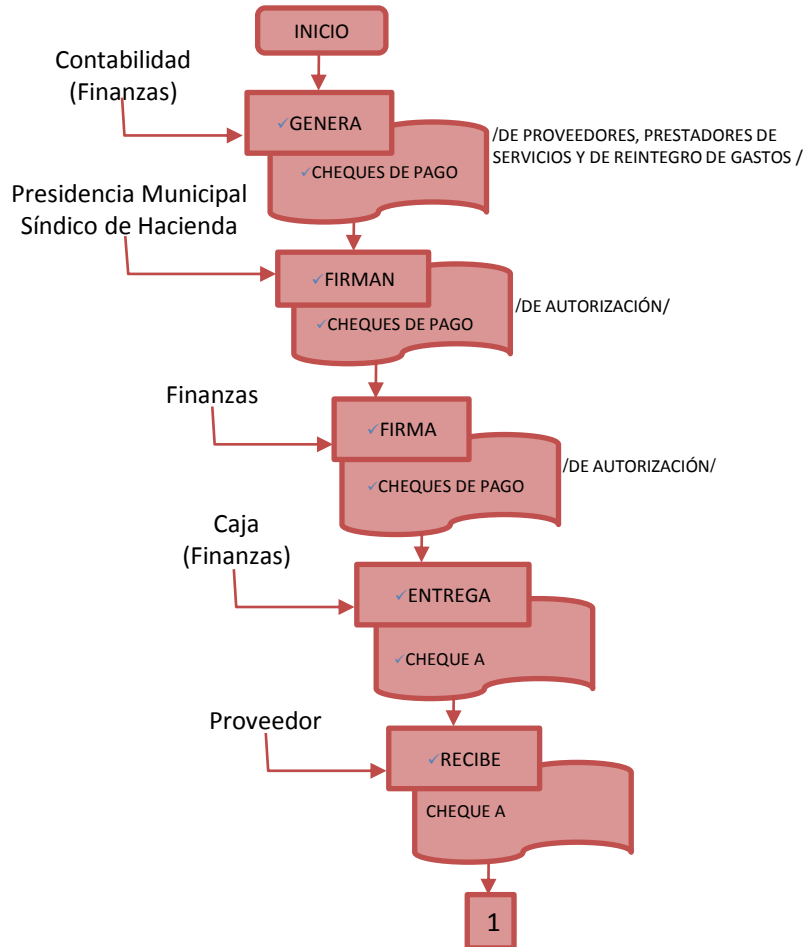 INICIO
Contabilidad
(Finanzas)
✓GENERA
/DE PROVEEDORES, PRESTADORES DE
SERVICIOS Y DE REINTEGRO DE GASTOS /
✓CHEQUES DE PAGO
Presidencia Municipal
Síndico de Hacienda
✓FIRMAN
/DE AUTORIZACIÓN/
✓CHEQUES DE PAGO
Finanzas
✓FIRMA
/DE AUTORIZACIÓN/
✓CHEQUES DE PAGO
Caja
(Finanzas)
✓ENTREGA
✓CHEQUE A
Proveedor
✓RECIBE
CHEQUE A
1